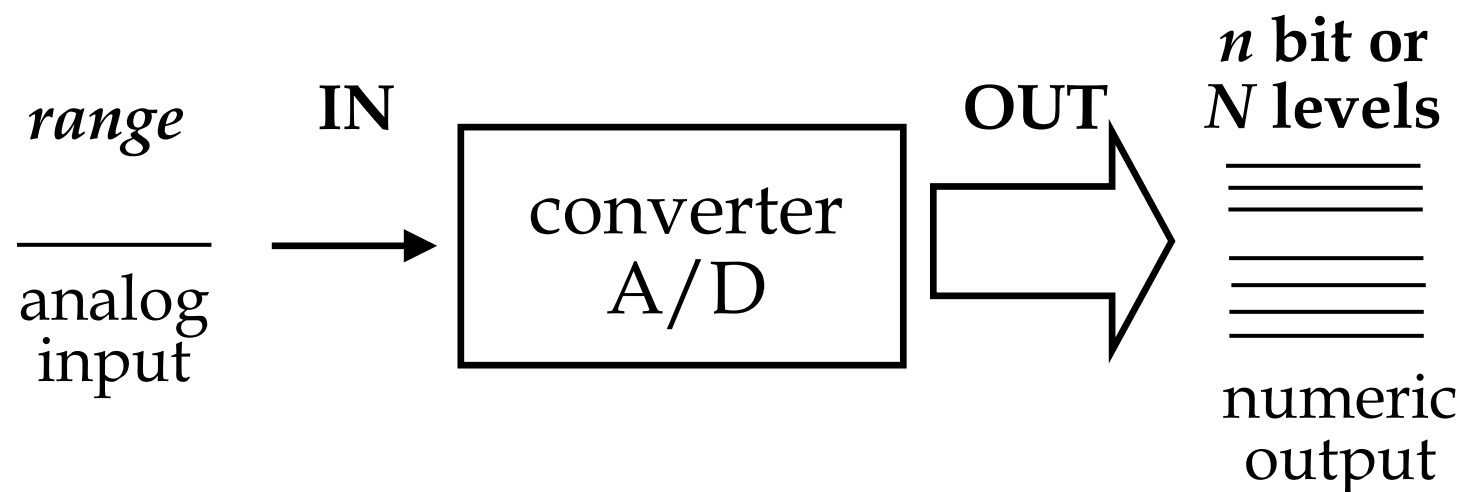 range
IN
OUT
n bit or
N levels
converter
A/D
analog
input
numeric
output